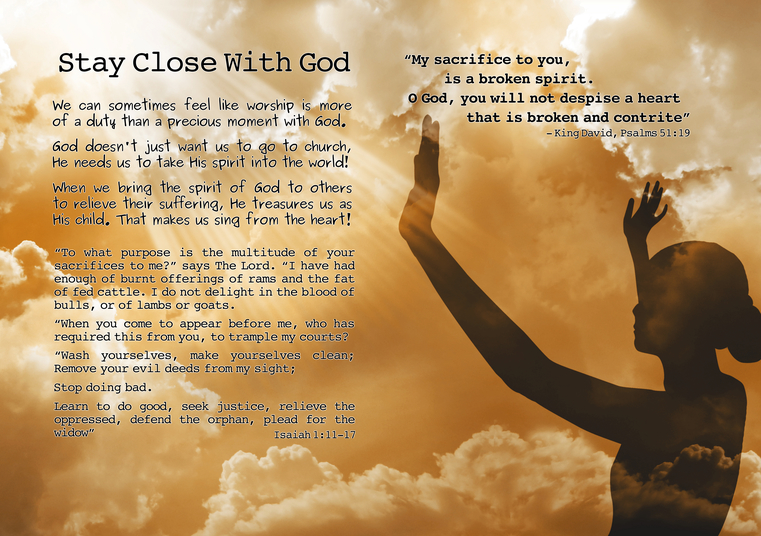 Stay Close With God
We can sometimes feel like worship is more
of a duty than a precious moment with God.
God doesn't just want us to go to church,
He needs us to take His spirit into the world!
When we bring the spirit of God to others
to relieve their suffering, He treasures us as
His child. That makes us sing from the heart!
"To what purpose is the multitude of your
sacrifices to me?" says The Lord. "I have had
enough of burnt offerings of rams and the fat
of fed cattle. I do not delight in the blood of
bulls, or of lambs or goats.
"When you come to appear before me, who has
required this from you, to trample my courts?
"Wash yourselves, make yourselves clean;
Remove your evil deeds from my sight;
Stop doing bad.
Learn to do good, seek justice, relieve the
oppressed, defend the orphan, plead for the
widow" Isaiah 1:11-17
"My sacrifice to you,
is a broken spirit.
O God, you will not despise a heart
that is broken and contrite"
- King David, Psalms 51:19